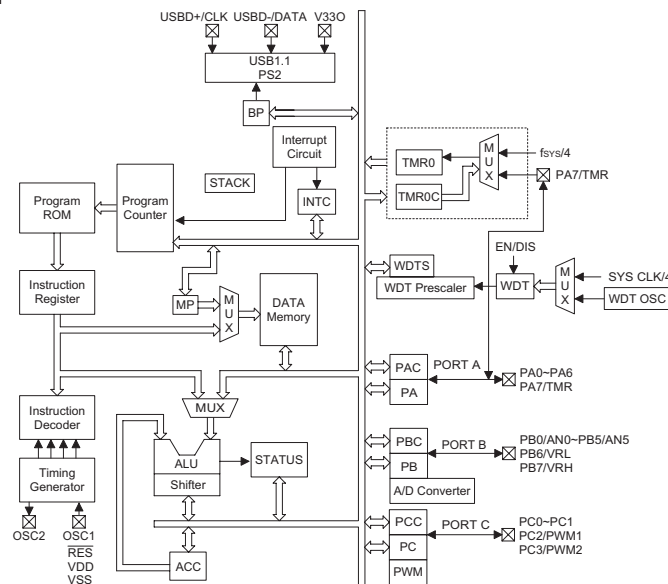 USBD+/CLK USBD-/DATA V33O
USB1.1
PS2
BP
Interrupt
Circuit
STACK
INTC
Program
ROM
Program
Counter
Instruction
Register
MP
M
U
X
DATA
Memory
MUX
Instruction
Decoder
ALU
Shifter
STATUS
Timing
Generator
OSC2
OSC1
RES
VDD
VSS
ACC
TMR0
TMR0C
M
U
X
fSYS/4
PA7/TMR
EN/DIS
WDTS
WDT Prescaler
WDT
M
U
X
SYS CLK/4
WDT OSC
PAC
PA
PORT A
PA0~PA6
PA7/TMR
PBC
PB
A/D Converter
PORT B
PB0/AN0~PB5/AN5
PB6/VRL
PB7/VRH
PCC
PC
PWM
PORT C
PC0~PC1
PC2/PWM1
PC3/PWM2